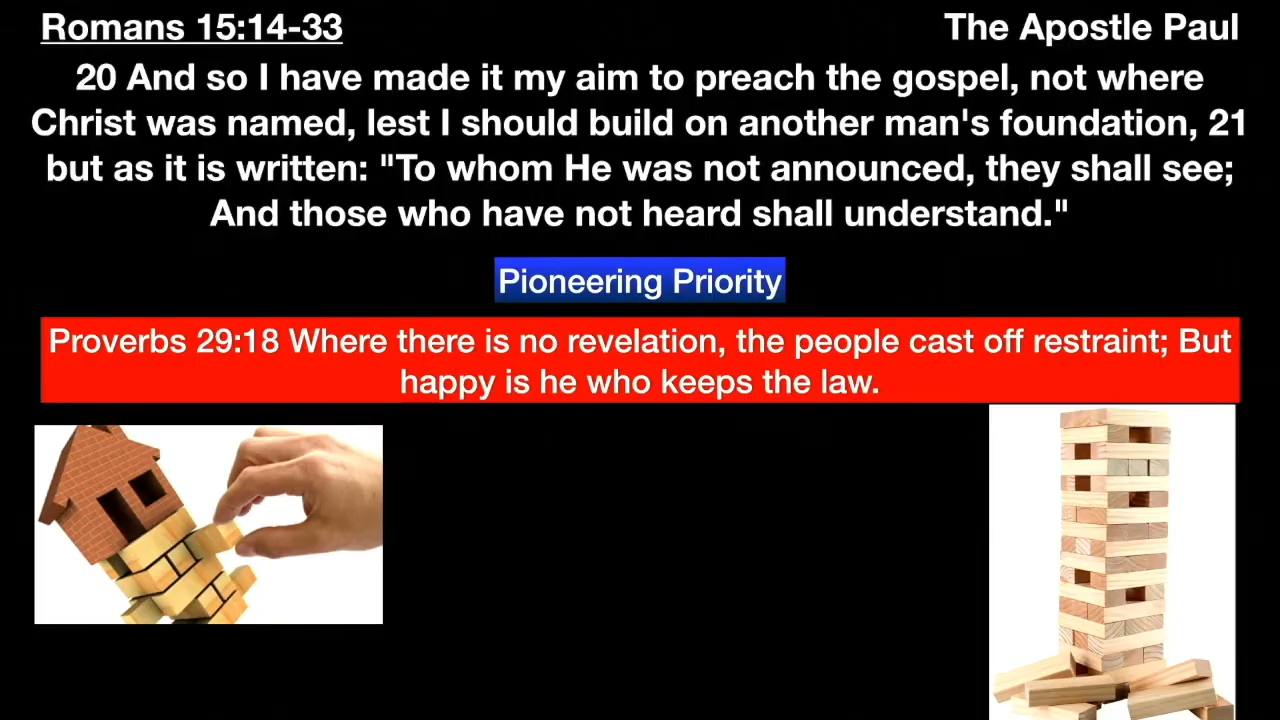 Romans 15:14-33
The Apostle Paul
20 And so I have made it my aim to preach the gospel, not where
Christ was named, lest I should build on another man's foundation, 21
but as it is written: "To whom He was not announced, they shall see;
And those who have not heard shall understand."
Pioneering Priority
Proverbs 29:18 Where there is no revelation, the people cast off restraint; But
happy is he who keeps the law.